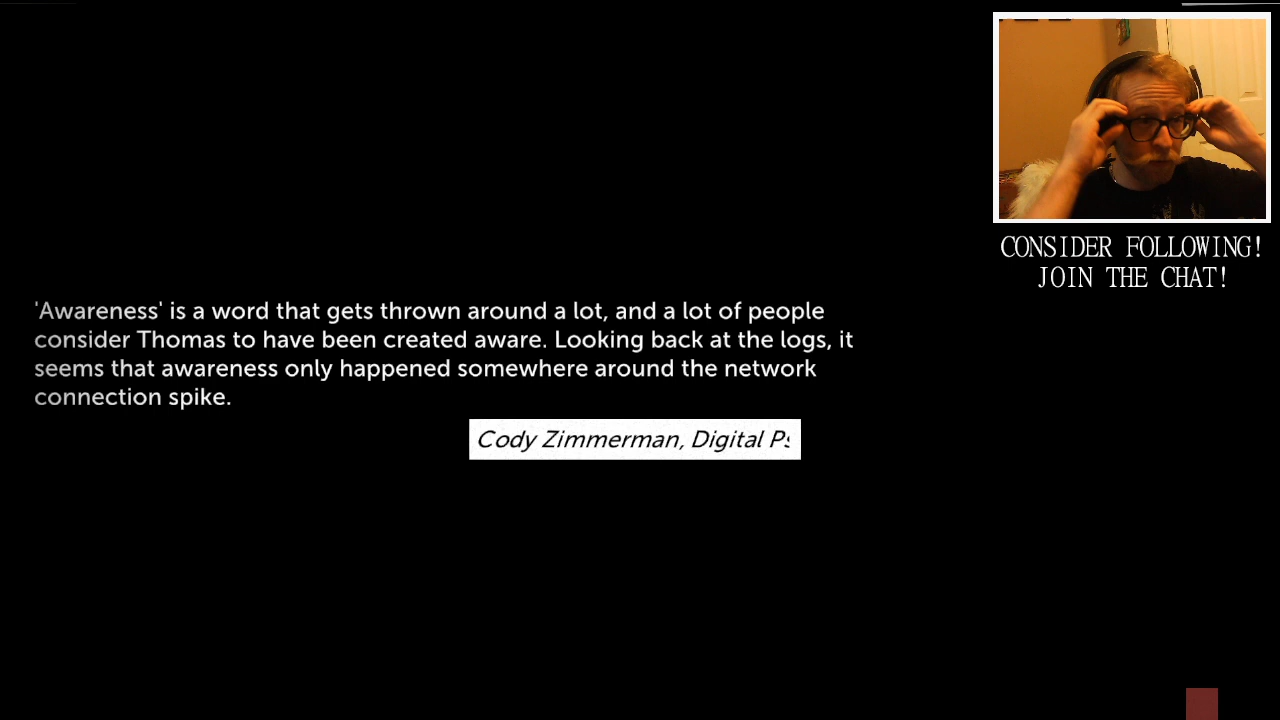 'Awareness' is a word that gets thrown around a lot, and a lot of people
consider Thomas to have been created aware. Looking back at the logs, it
seems that awareness only happened somewhere around the network
connection spike.
Cody Zimmerman, Digital Ps
CONSIDER FOLLOWING!
JOIN THE CHAT!